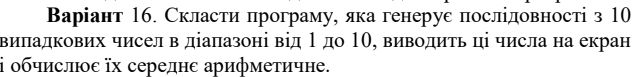 Варіант 16. Скласти програму, яка генерує послідовності з 10
випадкових чисел в діапазоні від 1 до 10, виводить ці числа на екран
і обчислює їх середнє арифметичне.